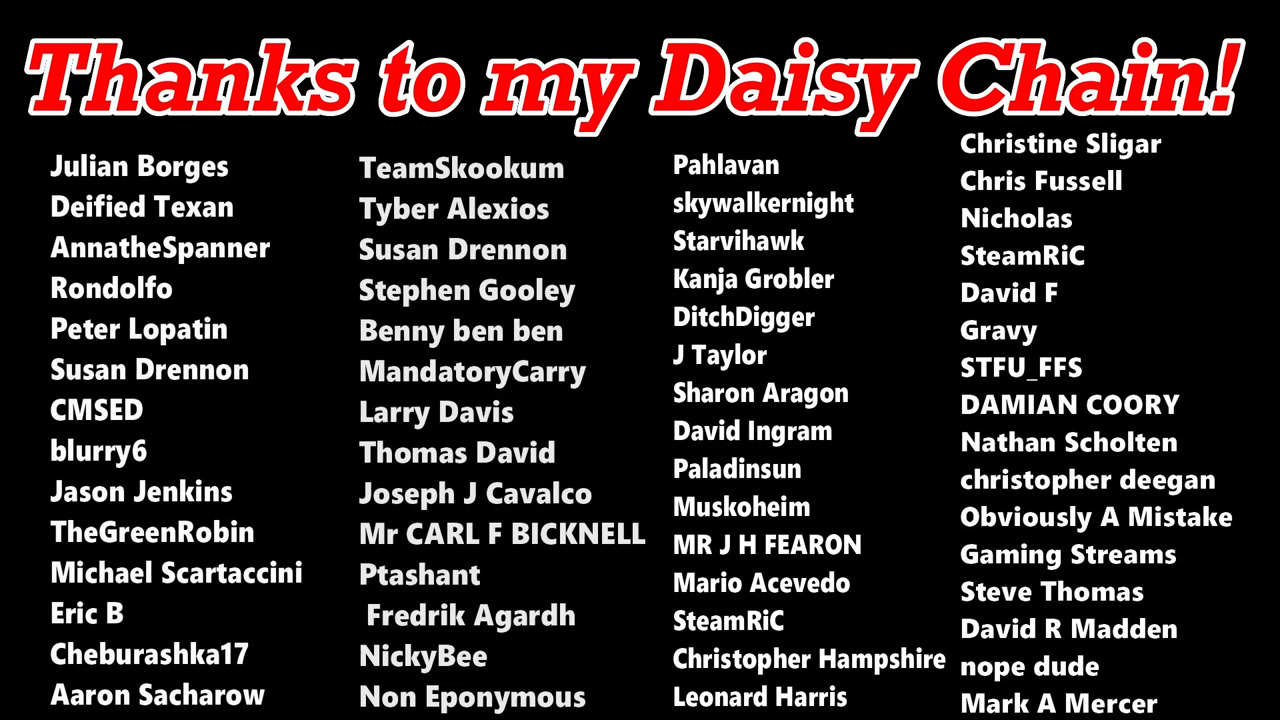 Thanks to my Daisy Chain!
Julian Borges
Deified Texan
AnnatheSpanner
Rondolfo
Peter Lopatin
Susan Drennon
CMSED
blurry6
Jason Jenkins
TheGreenRobin
Michael Scartaccini
Eric B
Cheburashka17
Aaron Sacharow
TeamSkookum
Tyber Alexios
Susan Drennon
Stephen Gooley
Benny ben ben
MandatoryCarry
Larry Davis
Thomas David
Joseph J Cavalco
Mr CARL F BICKNELL
Ptashant
Fredrik Agardh
NickyBee
Non Eponymous
Pahlavan
skywalkernight
Starvihawk
Kanja Grobler
DitchDigger
J Taylor
Sharon Aragon
David Ingram
Paladinsun
Muskoheim
MR J H FEARON
Mario Acevedo
SteamRiC
Christopher Hampshire
Leonard Harris
Christine Sligar
Chris Fussell
Nicholas
SteamRiC
David F
Gravy
STFU_FFS
DAMIAN COORY
Nathan Scholten
christopher deegan
Obviously A Mistake
Gaming Streams
Steve Thomas
David R Madden
nope dude
Mark A Mercer